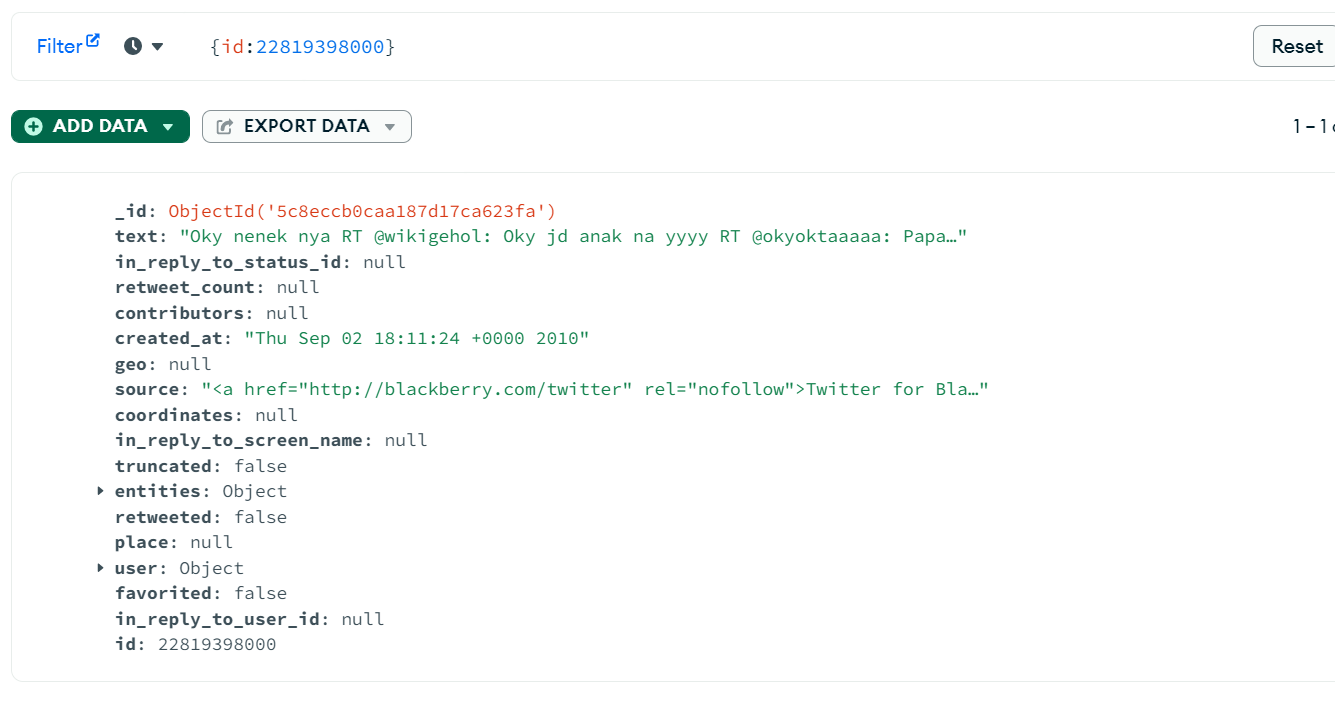 Filter {id:22819398000} Reset
ADD DATA EXPORT DATA 1 – 1
_id: ObjectId('5c8eccb0caa187d17ca623fa')
text: "Oky nenek nya RT @wikigehol: Oky jd anak na yyyy RT @okyoktaaaaa: Papa…"
in_reply_to_status_id: null
retweet_count: null
contributors: null
created_at: "Thu Sep 02 18:11:24 +0000 2010"
geo: null
source: "<a href="http://blackberry.com/twitter" rel="nofollow">Twitter for Bla…"
coordinates: null
in_reply_to_screen_name: null
truncated: false
entities: Object
retweeted: false
place: null
user: Object
favorited: false
in_reply_to_user_id: null
id: 22819398000